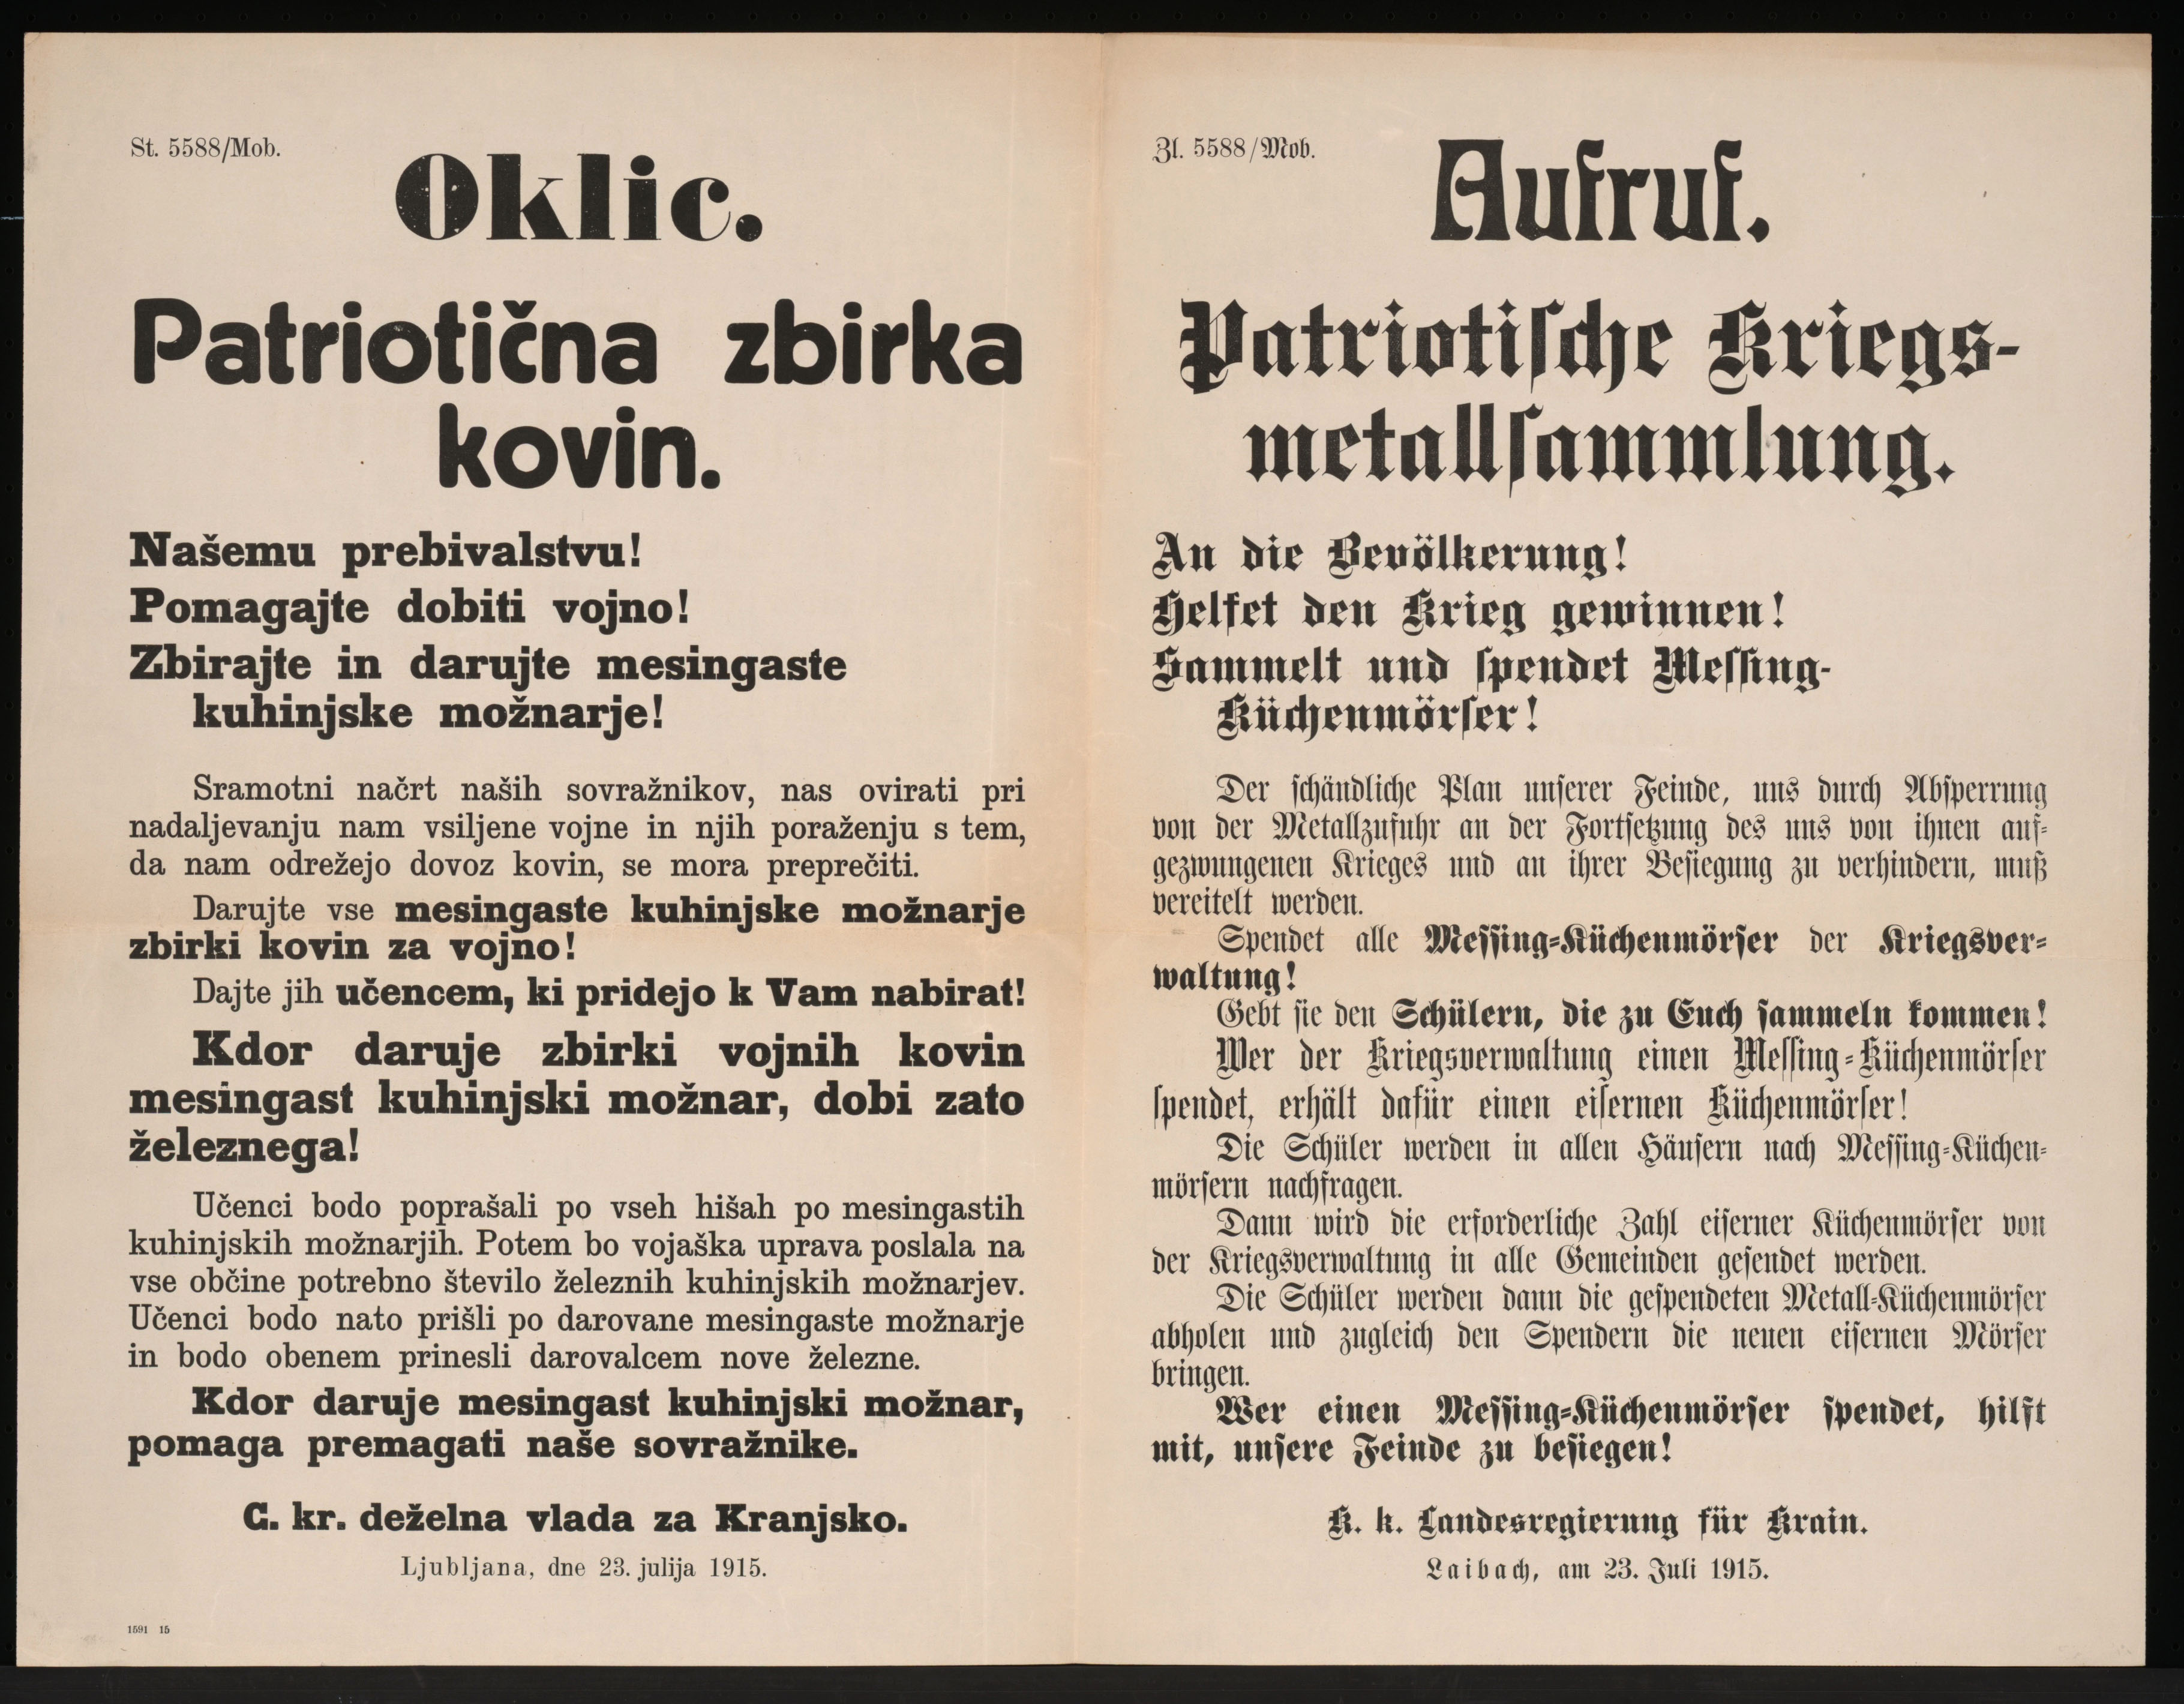 St. 5588/Mob.
Oklic.
Patriotična zbirka
kovin.
Našemu prebivalstvu!
Pomagajte dobiti vojno!
Zbirajte in darujte mesingaste
kuhinjske možnarje!
Sramotni načrt naših sovražnikov, nas ovirati pri
nadaljevanju nam vsiljene vojne in njih poraženju s tem,
da nam odrežejo dovoz kovin, se mora preprečiti.
Darujte vse mesingaste kuhinjske možnarje
zbirki kovin za vojno!
Dajte jih učencem, ki pridejo k Vam nabirat!
Kdor daruje zbirki vojnih kovin
mesingast kuhinjski možnar, dobi zato
železnega!
Učenci bodo poprašali po vseh hišah po mesingastih
kuhinjskih možnarjih. Potem bo vojaška uprava poslala na
vse občine potrebno število železnih kuhinjskih možnarjev.
Učenci bodo nato prišli po darovane mesingaste možnarje
in bodo obenem prinesli darovalcem nove železne.
Kdor daruje mesingast kuhinjski možnar,
pomaga premagati naše sovražnike.
C. kr. deželna vlada za Kranjsko.
Ljubljana, dne 23. julija 1915.
1591 15
Zl. 5588/Mob.
Aufruf.
Patriotische Kriegs-
metallsammlung.
An die Bevölkerung!
Helfet den Krieg gewinnen!
Sammelt und spendet Messing-
Küchenmörser!
Der schändliche Plan unserer Feinde, uns durch Absperrung
von der Metallzufuhr an der Fortsetzung des uns von ihnen auf-
gezwungenen Krieges und an ihrer Besiegung zu verhindern, muß
vereitelt werden.
Spendet alle Messing-Küchenmörser der Kriegsver-
waltung!
Gebt sie den Schülern, die zu Euch sammeln kommen!
Wer der Kriegsverwaltung einen Messing-Küchenmörser
spendet, erhält dafür einen eisernen Küchenmörser!
Die Schüler werden in allen Häusern nach Messing-Küchen-
mörsern nachfragen.
Dann wird die erforderliche Zahl eiserner Küchenmörser von
der Kriegsverwaltung in alle Gemeinden gesendet werden.
Die Schüler werden dann die gespendeten Metall-Küchenmörser
abholen und zugleich den Spendern die neuen eisernen Mörser
bringen.
Wer einen Messing-Küchenmörser spendet, hilft
mit, unsere Feinde zu besiegen!
K. k. Landesregierung für Krain.
Laibach, am 23. Juli 1915.